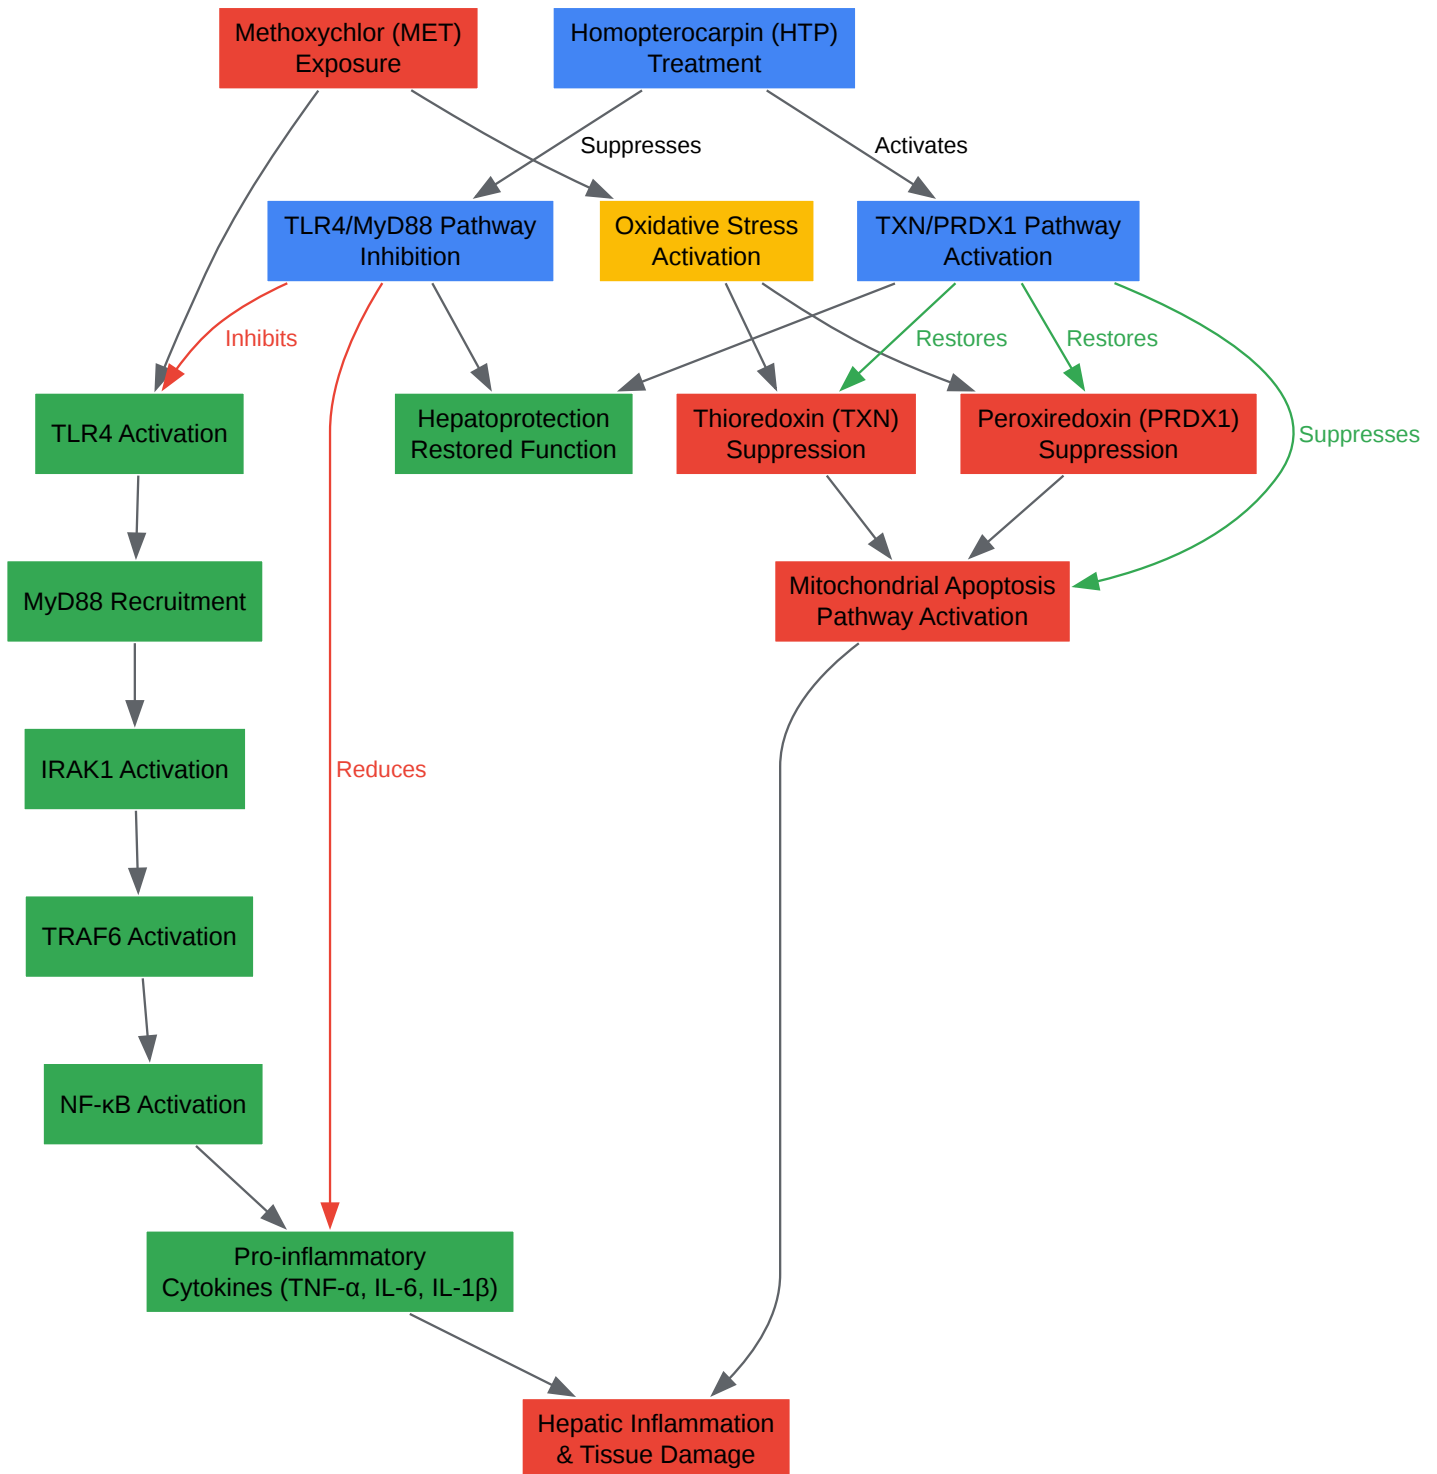 Methoxychlor (MET)
Exposure
Homopterocarpin (HTP)
Treatment
Suppresses
Activates
TLR4/MyD88 Pathway
Inhibition
Oxidative Stress
Activation
TXN/PRDX1 Pathway
Activation
Inhibits
Restores
Restores
TLR4 Activation
Hepatoprotection
Restored Function
Thioredoxin (TXN)
Suppression
Peroxiredoxin (PRDX1)
Suppression
Suppresses
MyD88 Recruitment
Mitochondrial Apoptosis
Pathway Activation
IRAK1 Activation
Reduces
TRAF6 Activation
NF-κB Activation
Pro-inflammatory
Cytokines (TNF-α, IL-6, IL-1β)
Hepatic Inflammation
& Tissue Damage